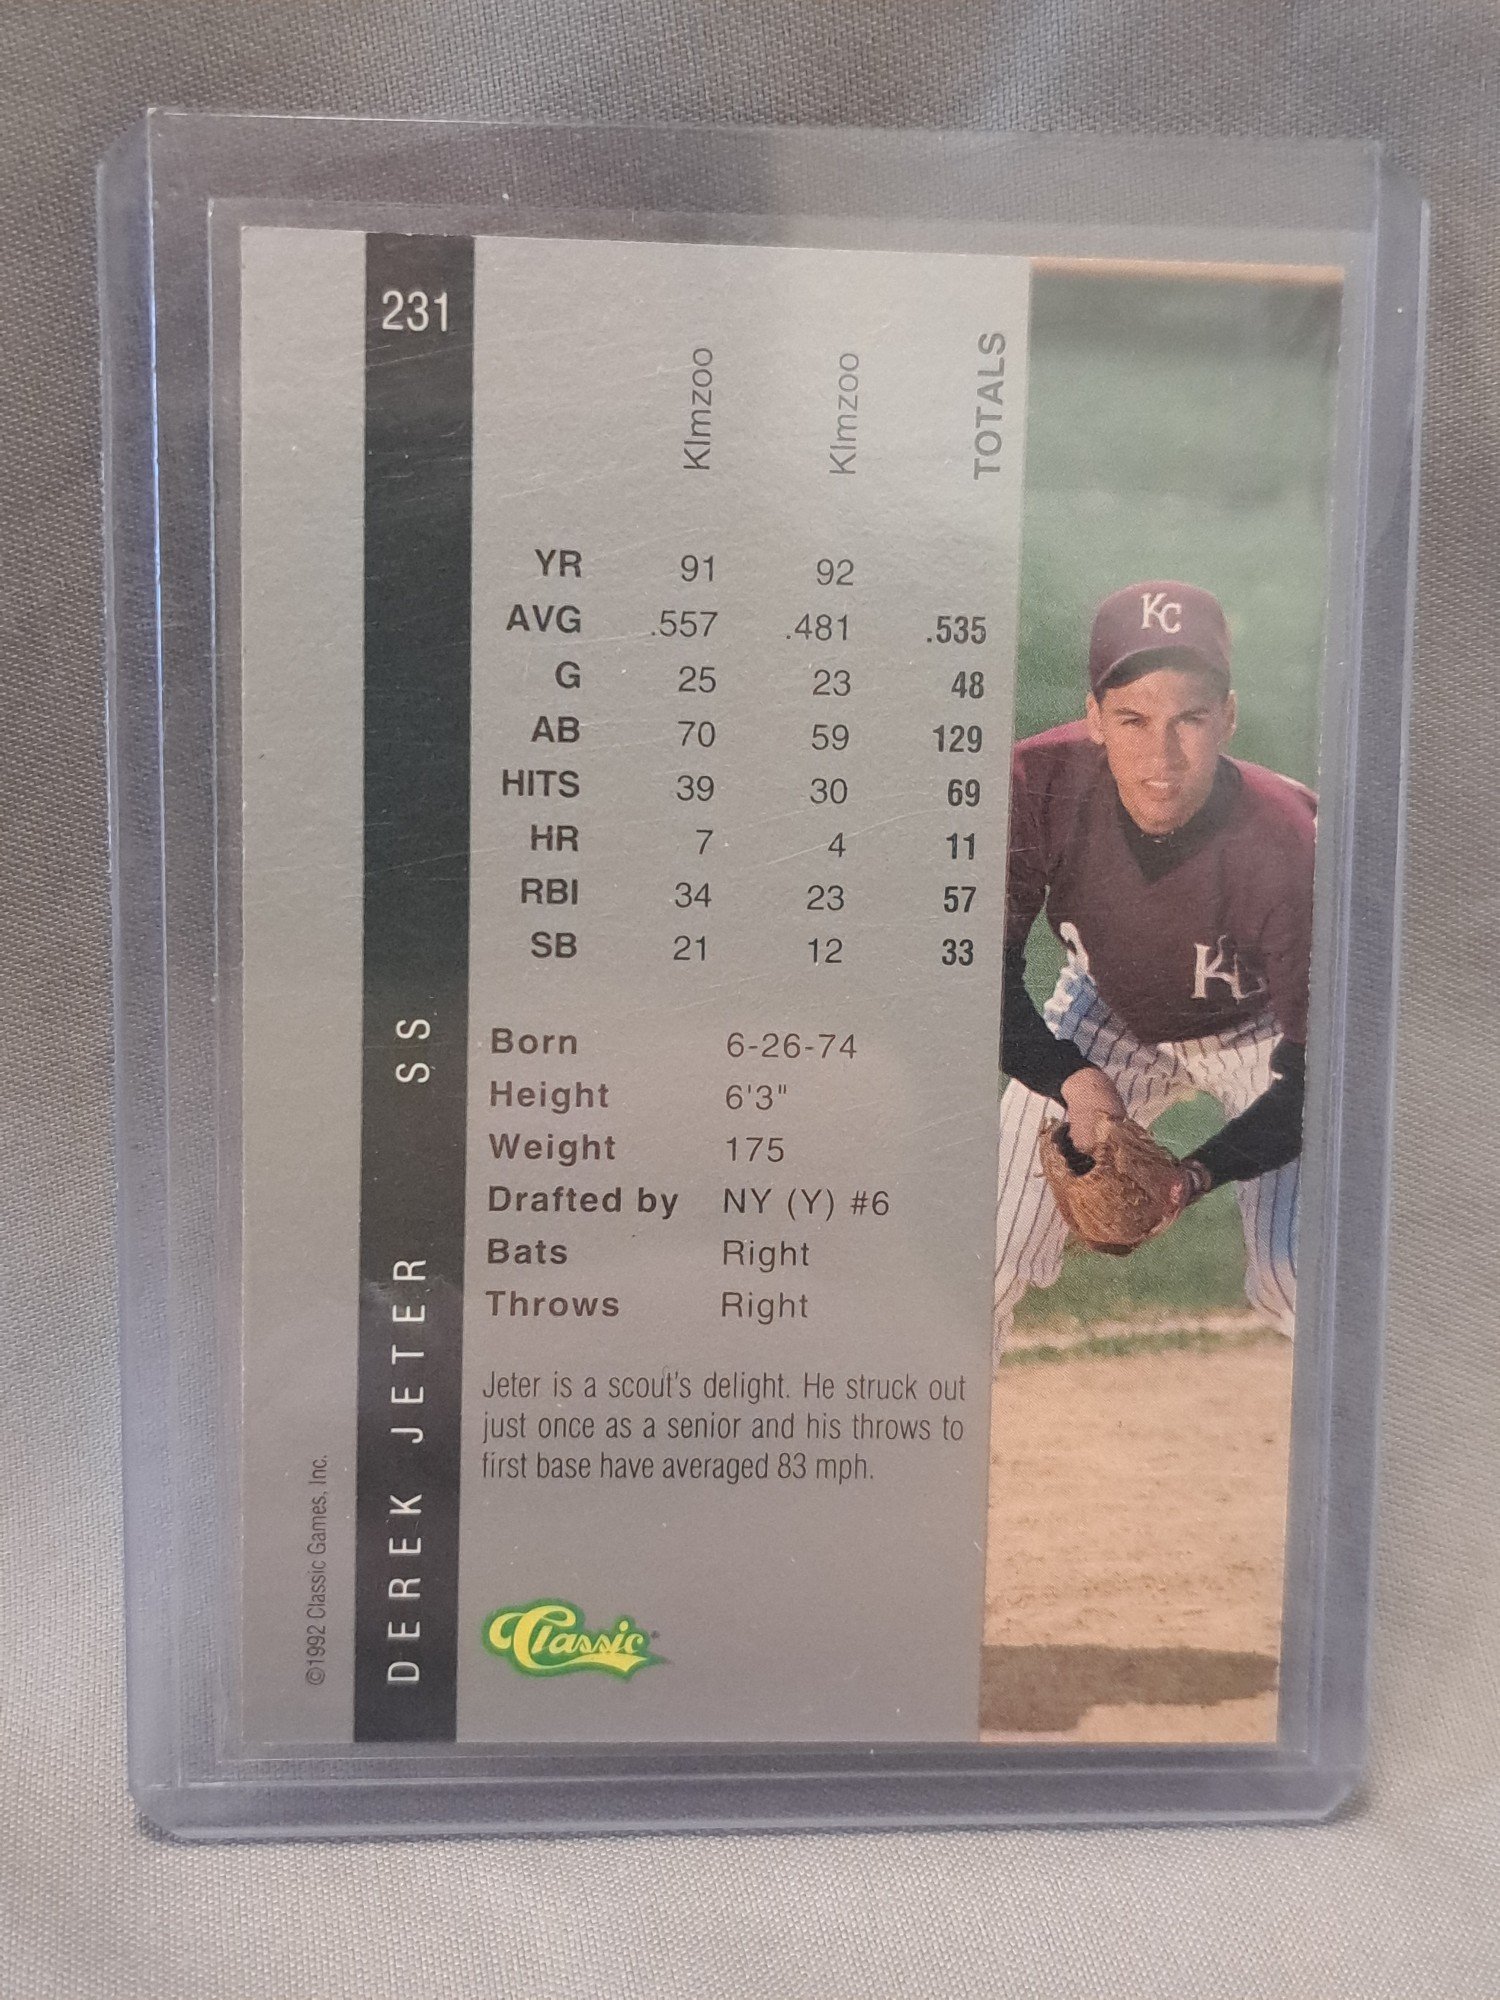 231
DEREK JETER SS
©1992 Classic Games, Inc.
Klmzoo Klmzoo TOTALS
YR 91 92
AVG .557 .481 .535
G 25 23 48
AB 70 59 129
HITS 39 30 69
HR 7 4 11
RBI 34 23 57
SB 21 12 33
Born 6-26-74
Height 6'3"
Weight 175
Drafted by NY (Y) #6
Bats Right
Throws Right
Jeter is a scout's delight. He struck out
just once as a senior and his throws to
first base have averaged 83 mph.
Classic
KC
KC